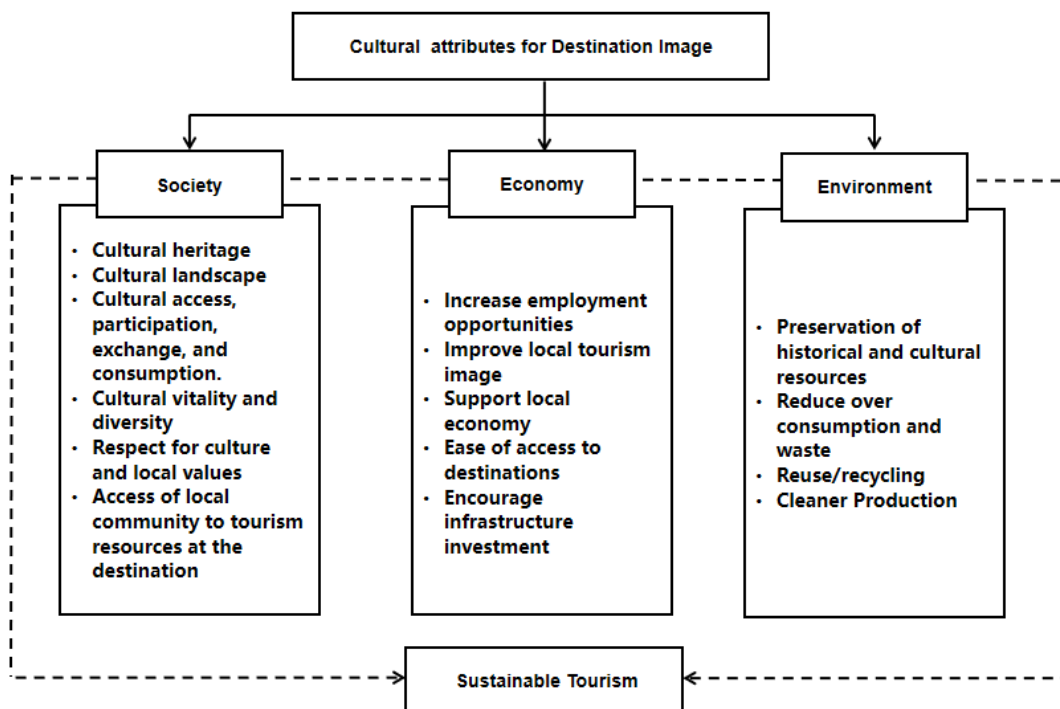 Cultural attributes for Destination Image
Society
Economy
Environment
• Cultural heritage
• Cultural landscape
• Cultural access,
participation,
exchange, and
consumption.
• Cultural vitality and
diversity
• Respect for culture
and local values
• Access of local
community to tourism
resources at the
destination
• Increase employment
opportunities
• Improve local tourism
image
• Support local
economy
• Ease of access to
destinations
• Encourage
infrastructure
investment
• Preservation of
historical and cultural
resources
• Reduce over
consumption and
waste
• Reuse/recycling
• Cleaner Production
Sustainable Tourism